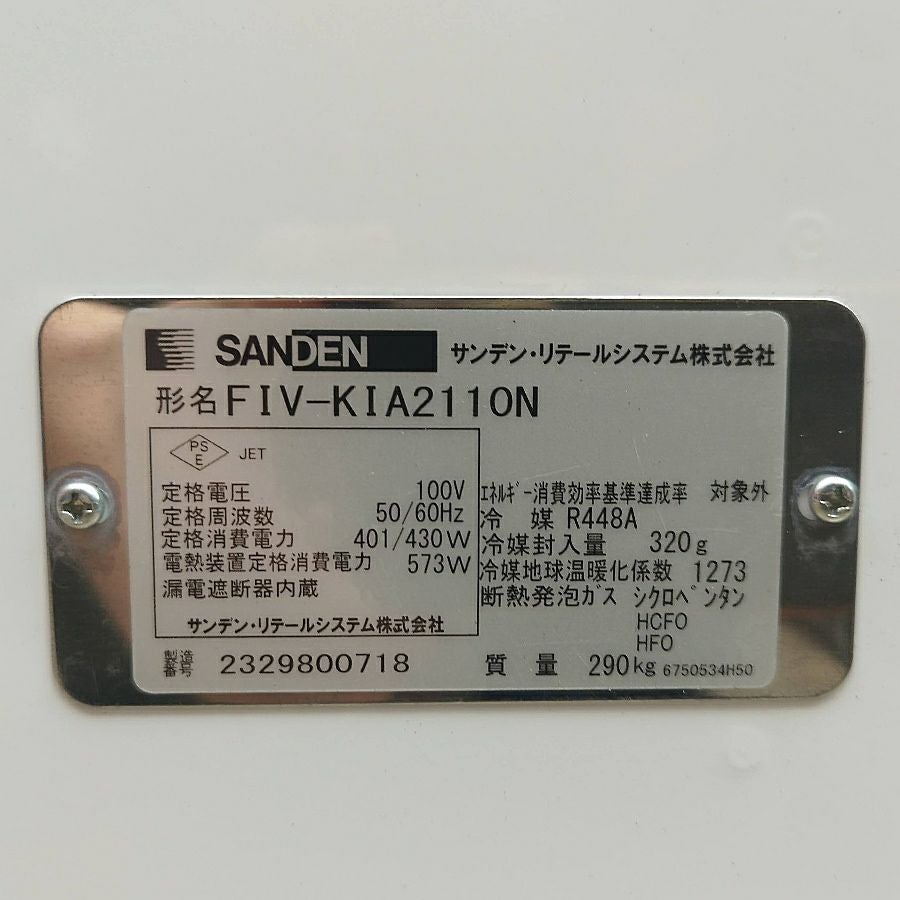 SANDEN サンデン・リテールシステム株式会社
形名 FIV-KIA2110N
PS
E JET
定格電圧 100V
定格周波数 50/60Hz
定格消費電力 401/430W
電熱装置定格消費電力 573W
漏電遮断器内蔵
サンデン・リテールシステム株式会社
エネルギー消費効率基準達成率 対象外
冷媒 R448A
冷媒封入量 320g
冷媒地球温暖化係数 1273
断熱発泡ガス シクロペンタン
HCFO
HFO
製造番号 2329800718
質量 290kg 6750534H50